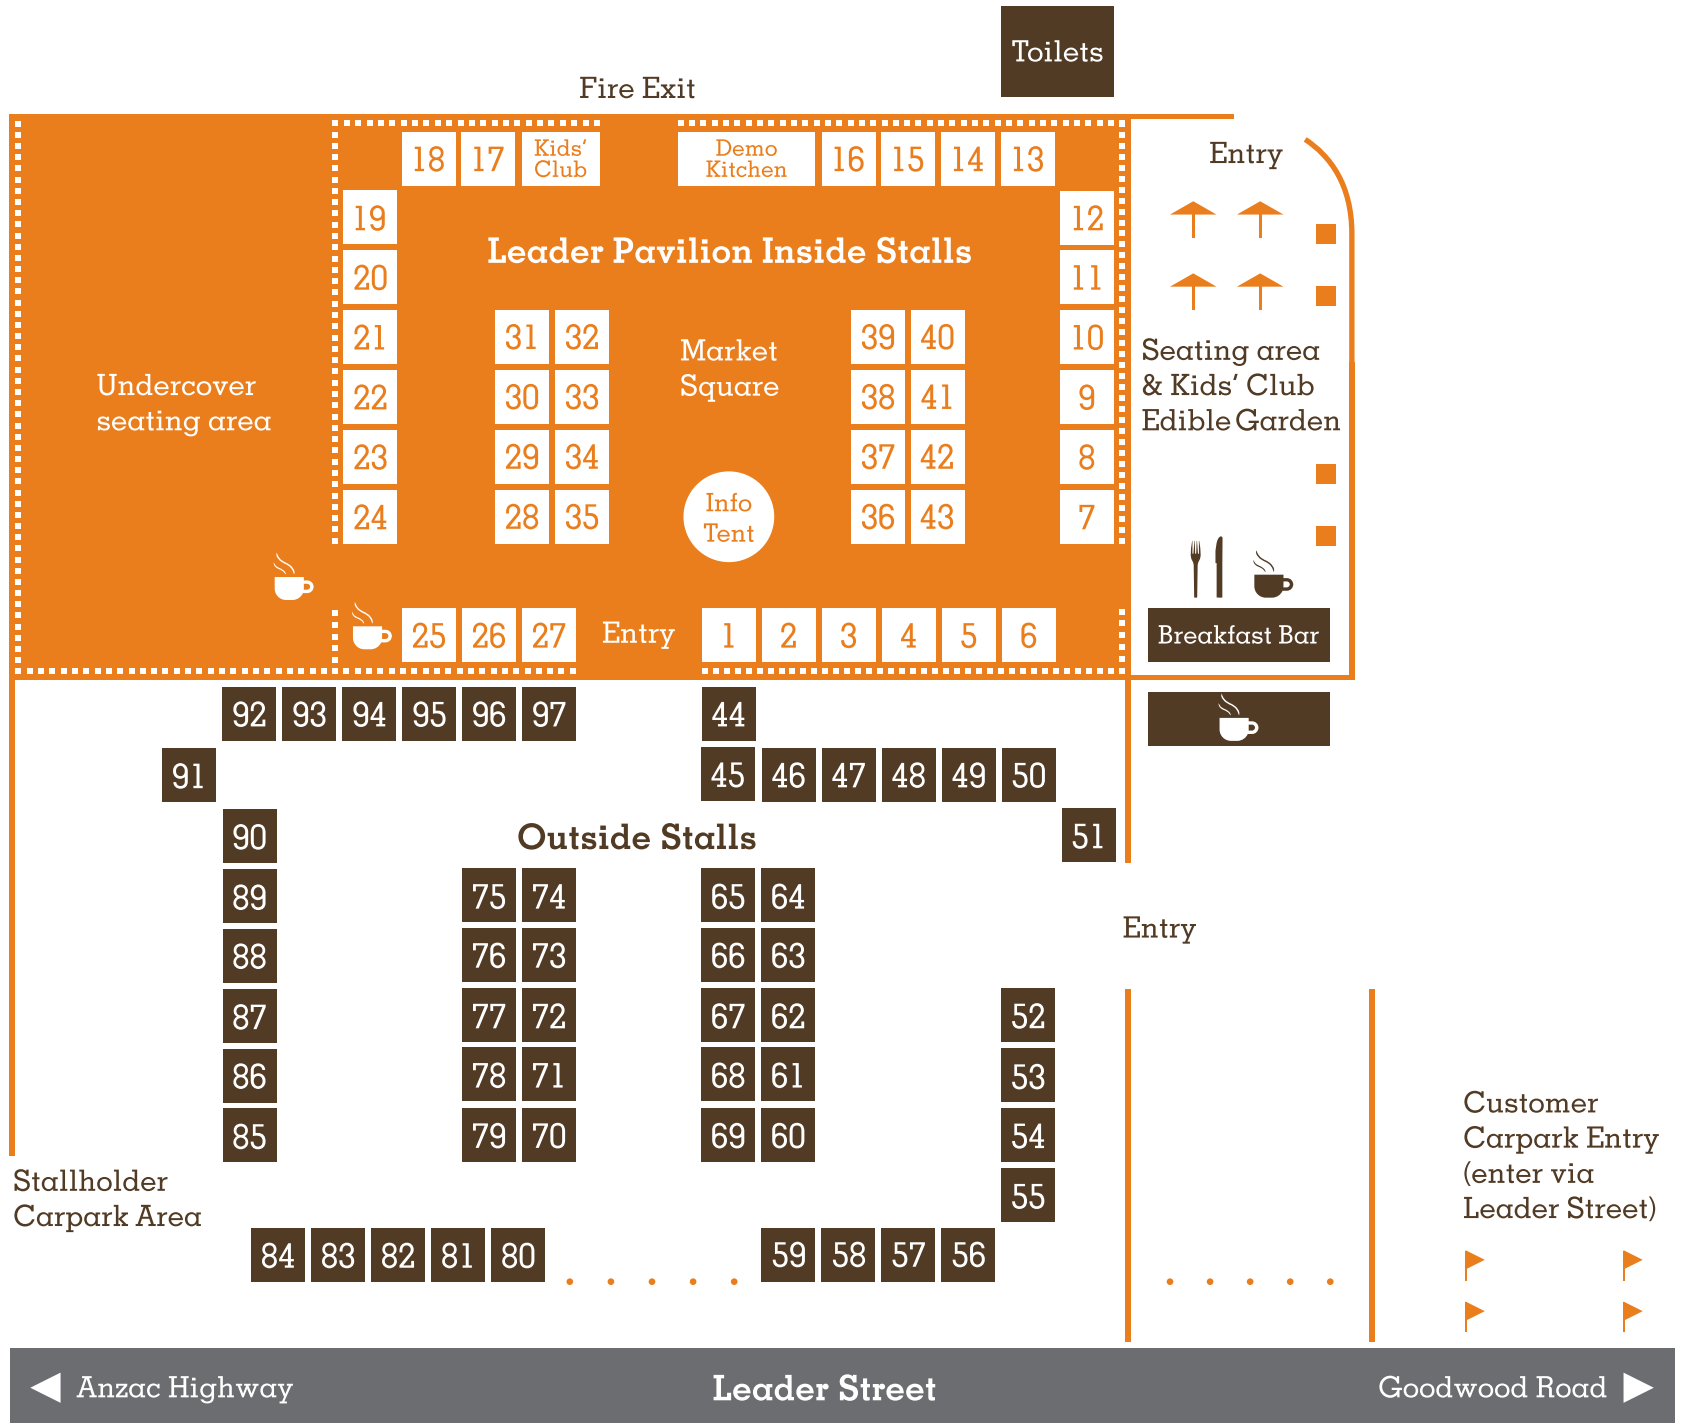 Toilets
Fire Exit
18 17 Kids’ Club
Demo Kitchen 16 15 14 13
Entry
19
12
Leader Pavilion Inside Stalls
20
11
21
31 32
Market
Square
39 40
10
Seating area
& Kids’ Club
Edible Garden
Undercover
seating area
22
30 33
38 41
9
23
29 34
37 42
8
24
28 35
Info
Tent
36 43
7
25 26 27
Entry
1 2 3 4 5 6
Breakfast Bar
92 93 94 95 96 97
44
91
45 46 47 48 49 50
90
Outside Stalls
51
89
75 74
65 64
Entry
88
76 73
66 63
87
77 72
67 62
52
86
78 71
68 61
53
85
79 70
69 60
54
Customer
Carpark Entry
(enter via
Leader Street)
Stallholder
Carpark Area
55
84 83 82 81 80
59 58 57 56
Anzac Highway
Leader Street
Goodwood Road